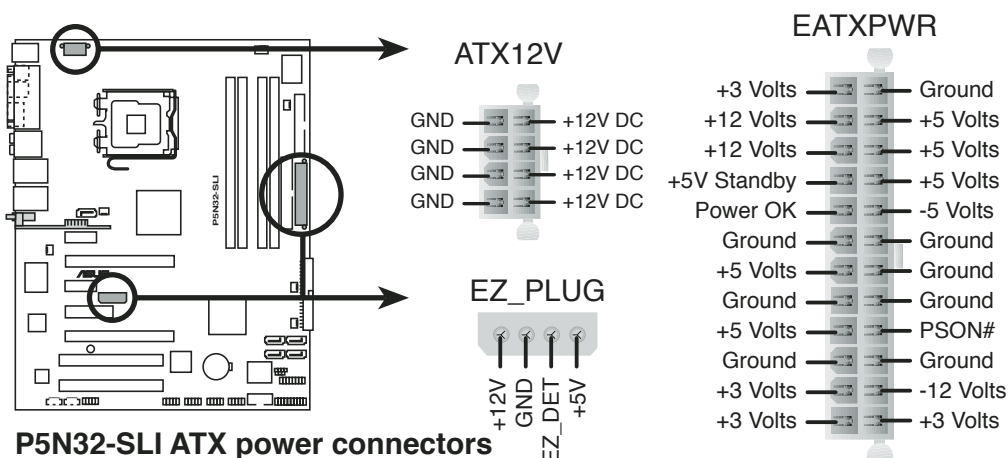 EATXPWR
ATX12V
+3 Volts
+12 Volts
+12 Volts
+5V Standby
Power OK
Ground
+5 Volts
Ground
+5 Volts
Ground
+3 Volts
+3 Volts
Ground
+5 Volts
+5 Volts
+5 Volts
-5 Volts
Ground
Ground
Ground
PSON#
Ground
-12 Volts
+3 Volts
GND
GND
GND
GND
+12V DC
+12V DC
+12V DC
+12V DC
EZ_PLUG
+12V
GND
EZ_DET
+5V
P5N32-SLI
ASUS
P5N32-SLI ATX power connectors